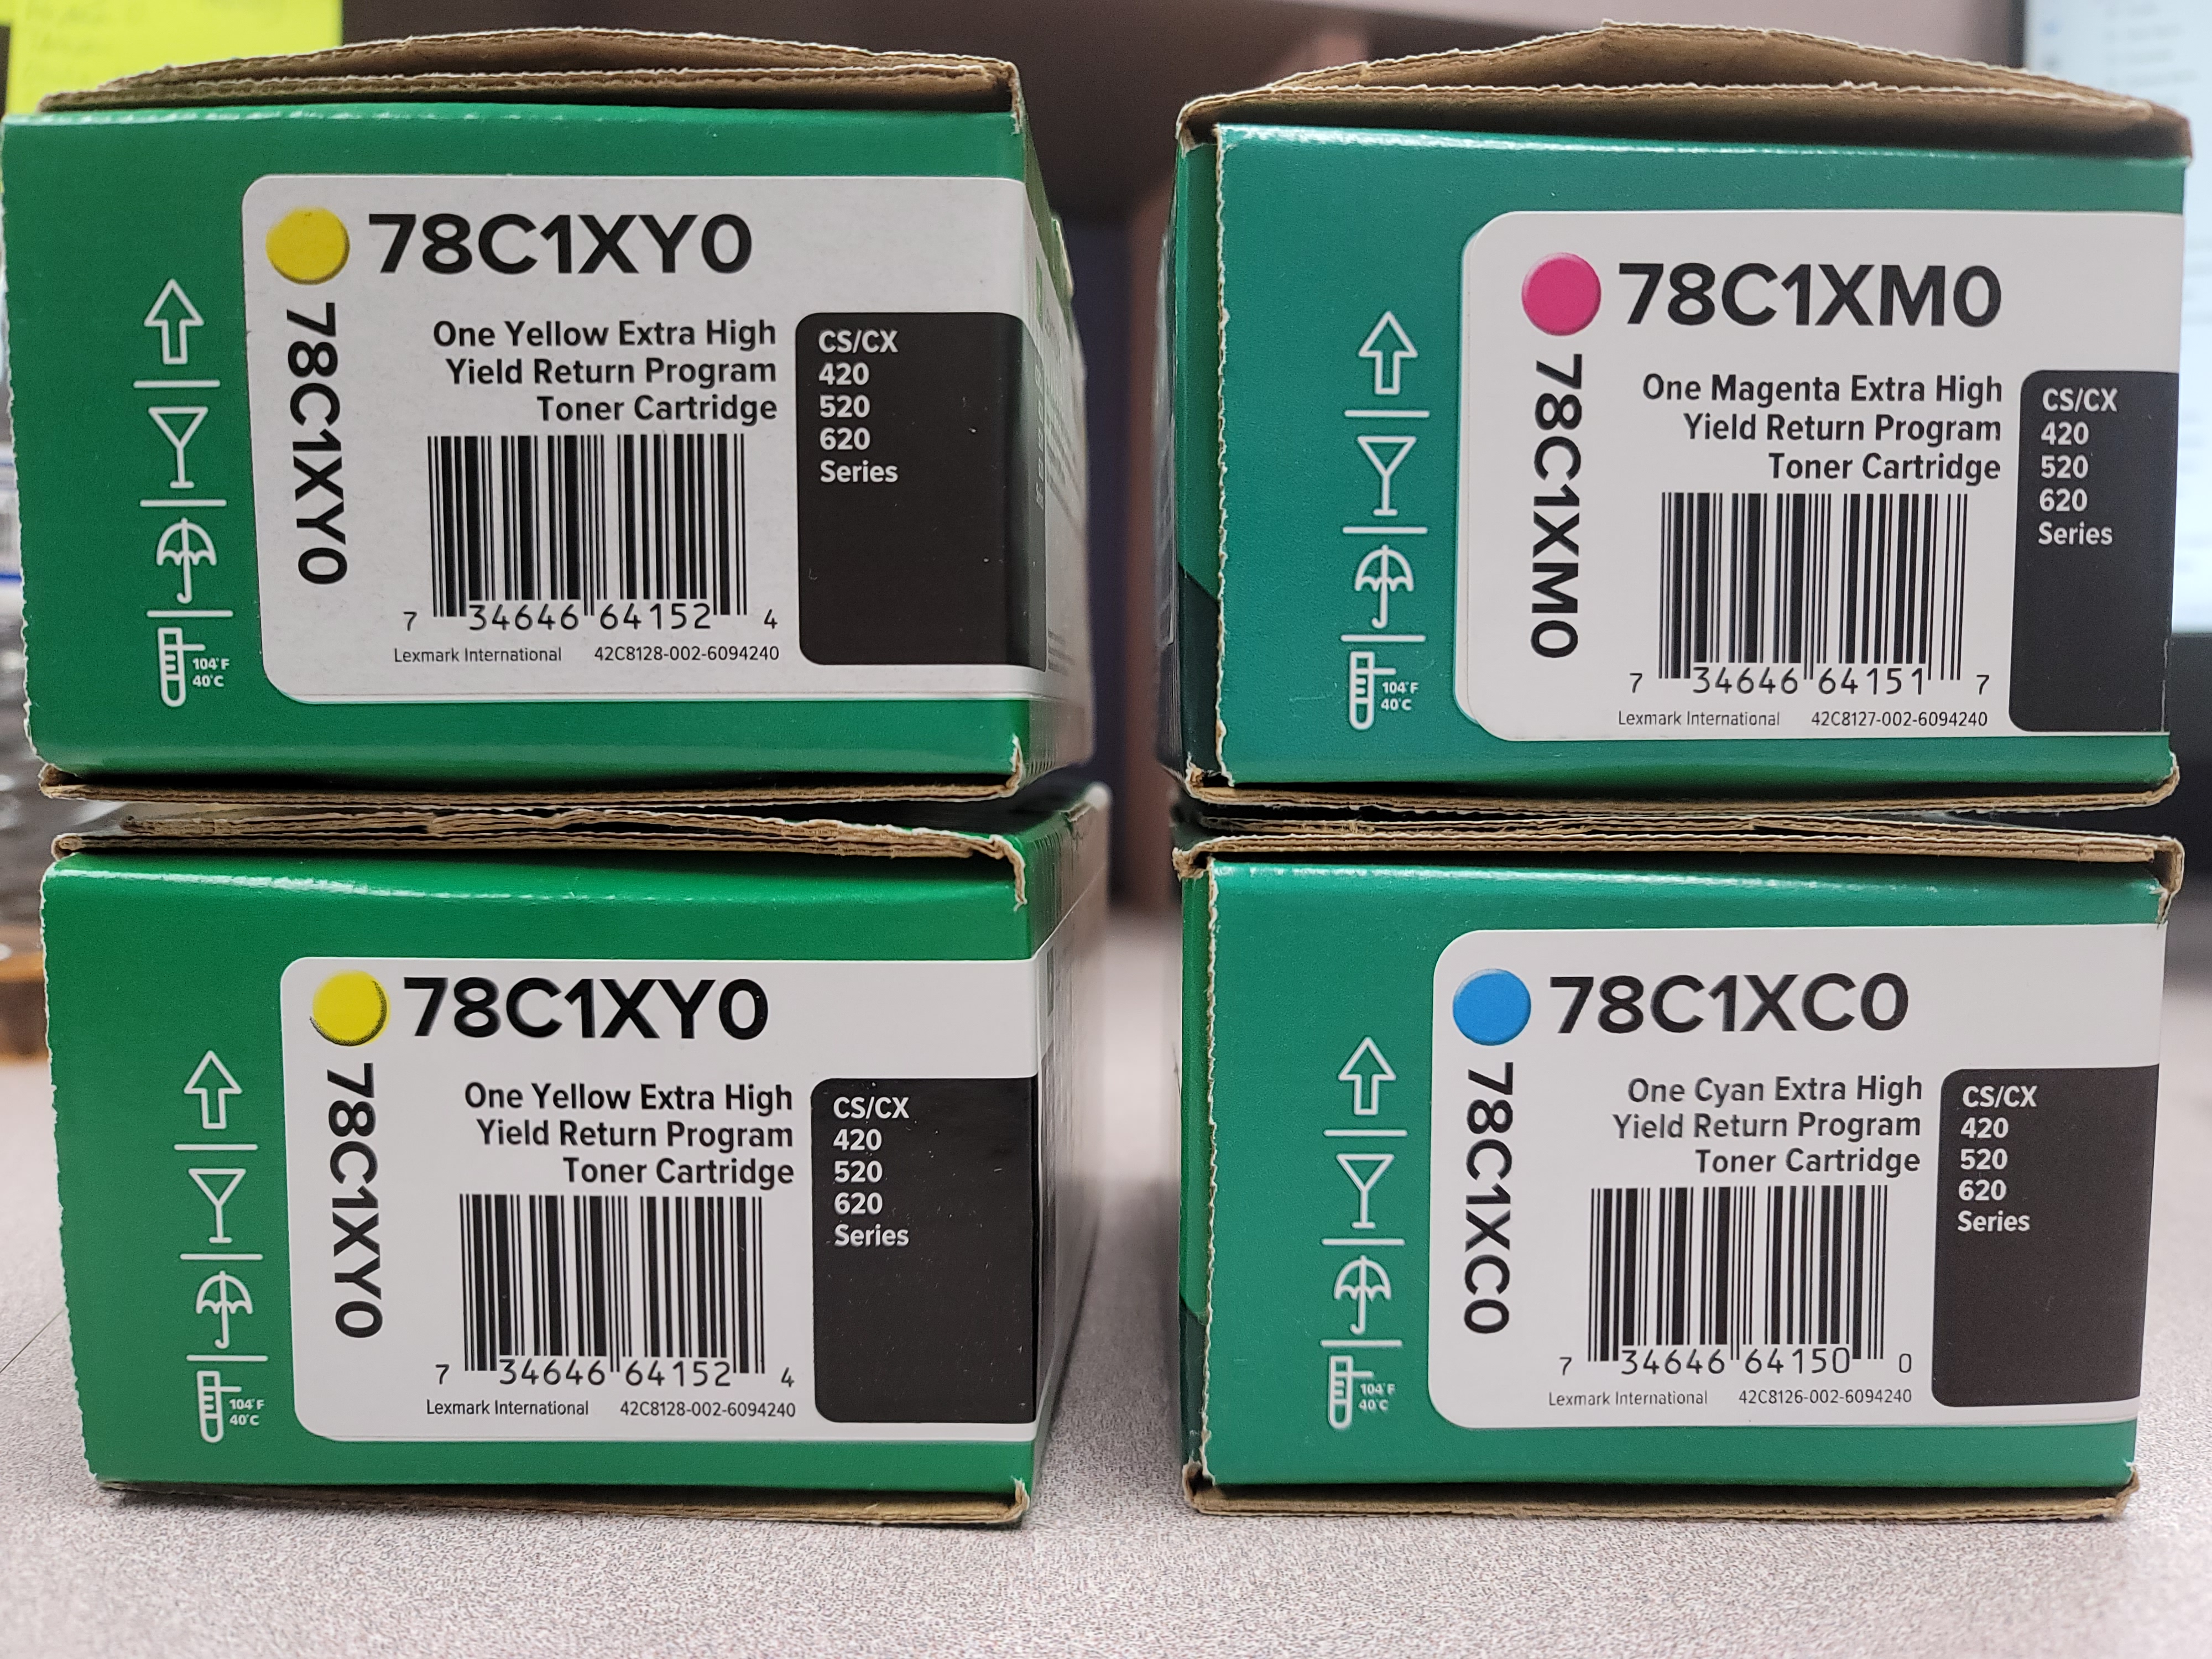 78C1XY0
78C1XY0
One Yellow Extra High
Yield Return Program
Toner Cartridge
CS/CX
420
520
620
Series
7 34646 64152 4
Lexmark International 42C8128-002-6094240
104°F
40°C
78C1XM0
78C1XM0
One Magenta Extra High
Yield Return Program
Toner Cartridge
CS/CX
420
520
620
Series
7 34646 64151 7
Lexmark International 42C8127-002-6094240
104°F
40°C
78C1XY0
78C1XY0
One Yellow Extra High
Yield Return Program
Toner Cartridge
CS/CX
420
520
620
Series
7 34646 64152 4
Lexmark International 42C8128-002-6094240
104°F
40°C
78C1XC0
78C1XC0
One Cyan Extra High
Yield Return Program
Toner Cartridge
CS/CX
420
520
620
Series
7 34646 64150 0
Lexmark International 42C8126-002-6094240
104°F
40°C